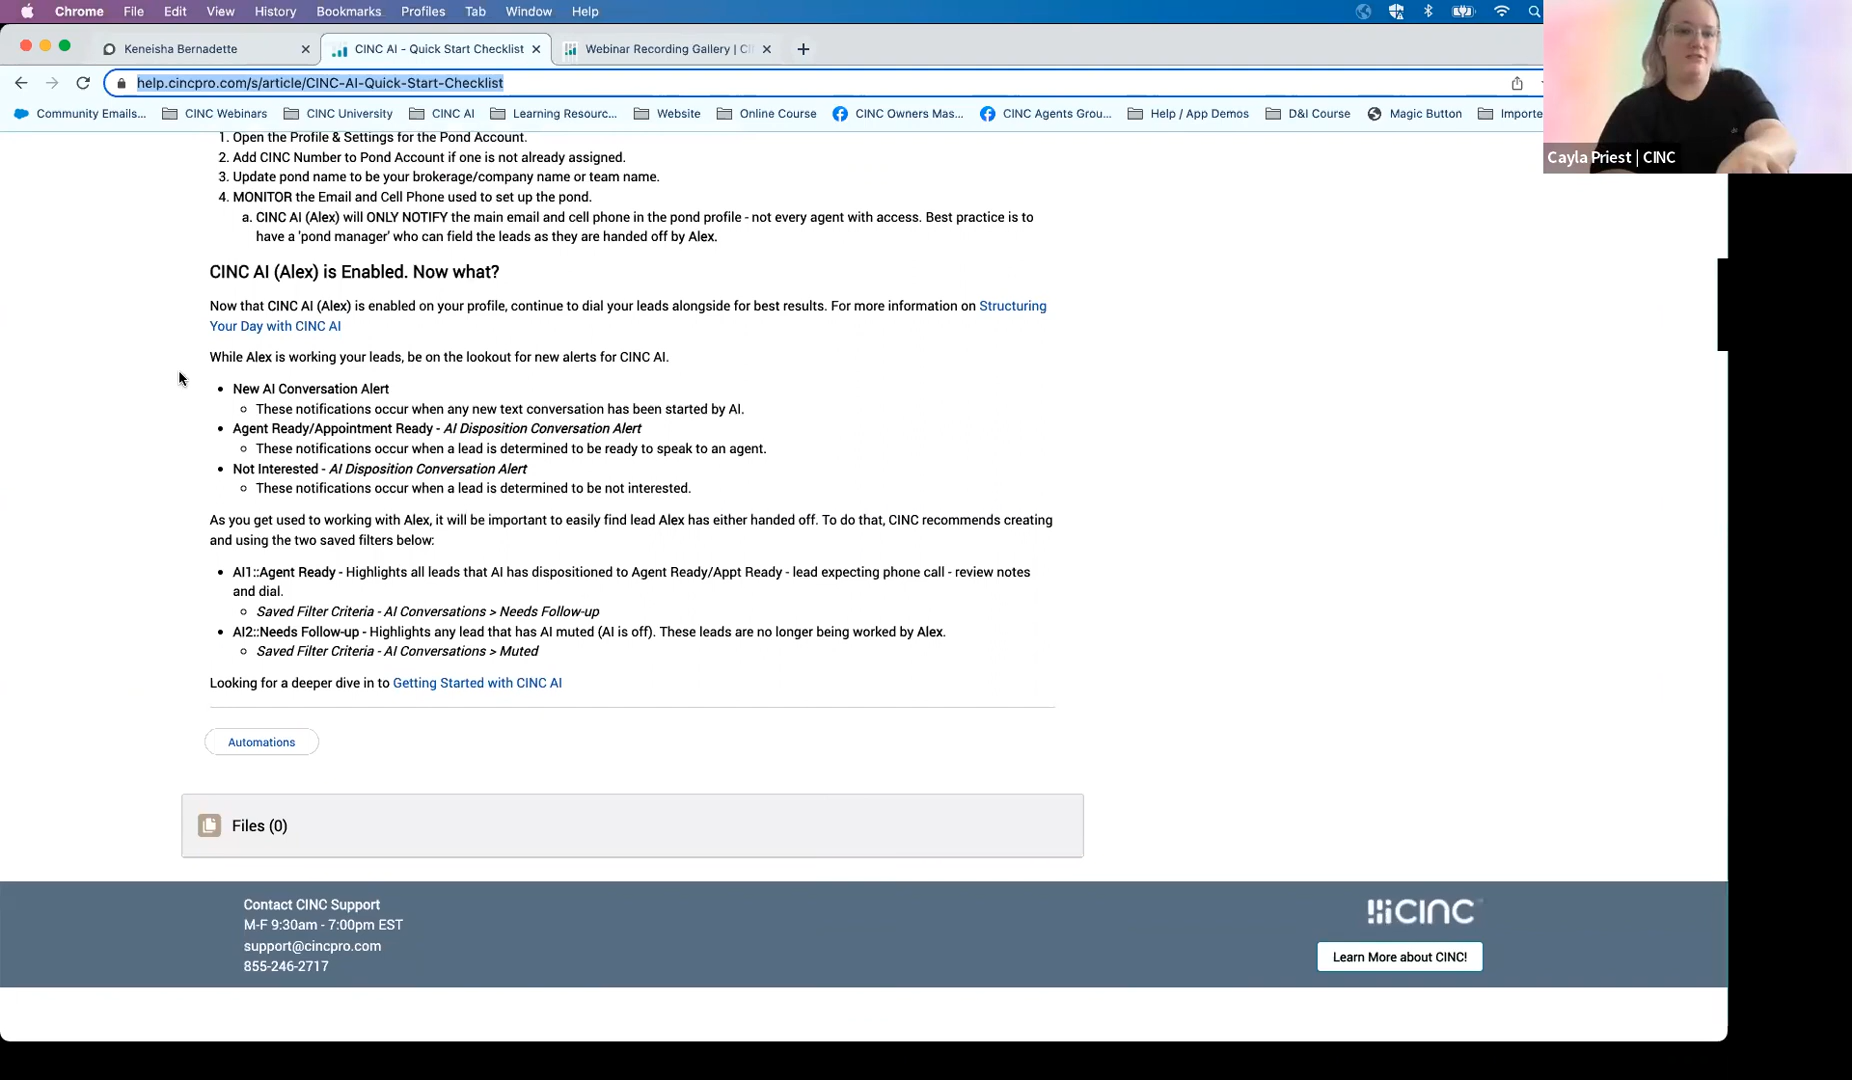 Chrome File Edit View History Bookmarks Profiles Tab Window Help
Keneisha Bernadette
CINC AI - Quick Start Checklist
Webinar Recording Gallery | CI
help.cincpro.com/s/article/CINC-AI-Quick-Start-Checklist
Community Emails... CINC Webinars CINC University CINC AI Learning Resourc... Website Online Course CINC Owners Mas... CINC Agents Grou... Help / App Demos D&I Course Magic Button Importe
Cayla Priest | CINC
1. Open the Profile & Settings for the Pond Account.
2. Add CINC Number to Pond Account if one is not already assigned.
3. Update pond name to be your brokerage/company name or team name.
4. MONITOR the Email and Cell Phone used to set up the pond.
a. CINC AI (Alex) will ONLY NOTIFY the main email and cell phone in the pond profile - not every agent with access. Best practice is to
have a 'pond manager' who can field the leads as they are handed off by Alex.
CINC AI (Alex) is Enabled. Now what?
Now that CINC AI (Alex) is enabled on your profile, continue to dial your leads alongside for best results. For more information on Structuring
Your Day with CINC AI
While Alex is working your leads, be on the lookout for new alerts for CINC AI.
• New AI Conversation Alert
○ These notifications occur when any new text conversation has been started by AI.
• Agent Ready/Appointment Ready - AI Disposition Conversation Alert
○ These notifications occur when a lead is determined to be ready to speak to an agent.
• Not Interested - AI Disposition Conversation Alert
○ These notifications occur when a lead is determined to be not interested.
As you get used to working with Alex, it will be important to easily find lead Alex has either handed off. To do that, CINC recommends creating
and using the two saved filters below:
• AI1::Agent Ready - Highlights all leads that AI has dispositioned to Agent Ready/Appt Ready - lead expecting phone call - review notes
and dial.
○ Saved Filter Criteria - AI Conversations > Needs Follow-up
• AI2::Needs Follow-up - Highlights any lead that has AI muted (AI is off). These leads are no longer being worked by Alex.
○ Saved Filter Criteria - AI Conversations > Muted
Looking for a deeper dive in to Getting Started with CINC AI
Automations
Files (0)
Contact CINC Support
M-F 9:30am - 7:00pm EST
support@cincpro.com
855-246-2717
CINC
Learn More about CINC!